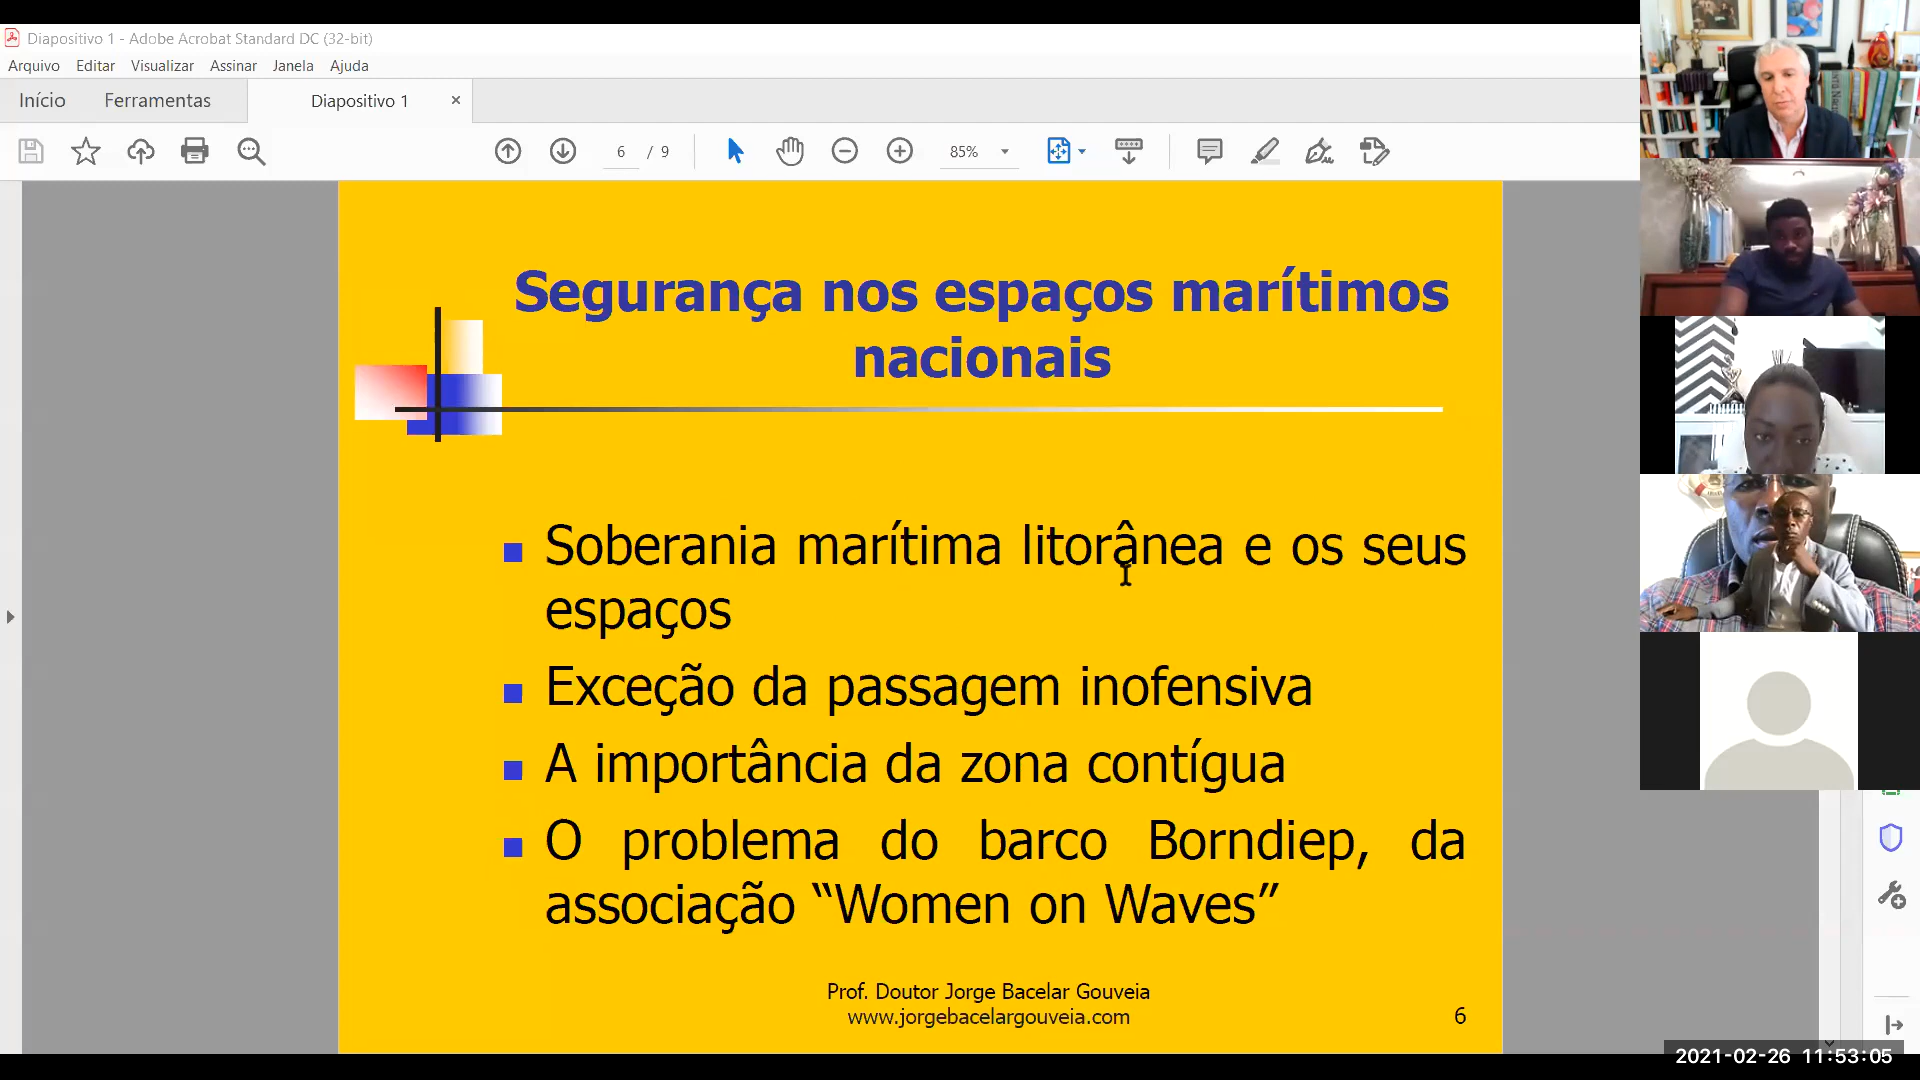 Diapositivo 1 - Adobe Acrobat Standard DC (32-bit)
Arquivo Editar Visualizar Assinar Janela Ajuda
Início Ferramentas Diapositivo 1 ×
6 / 9 85%
Segurança nos espaços marítimos
nacionais
Soberania marítima litorânea e os seus
espaços
Exceção da passagem inofensiva
A importância da zona contígua
O problema do barco Borndiep, da
associação “Women on Waves”
Prof. Doutor Jorge Bacelar Gouveia
www.jorgebacelargouveia.com
6
2021-02-26 11:53:05